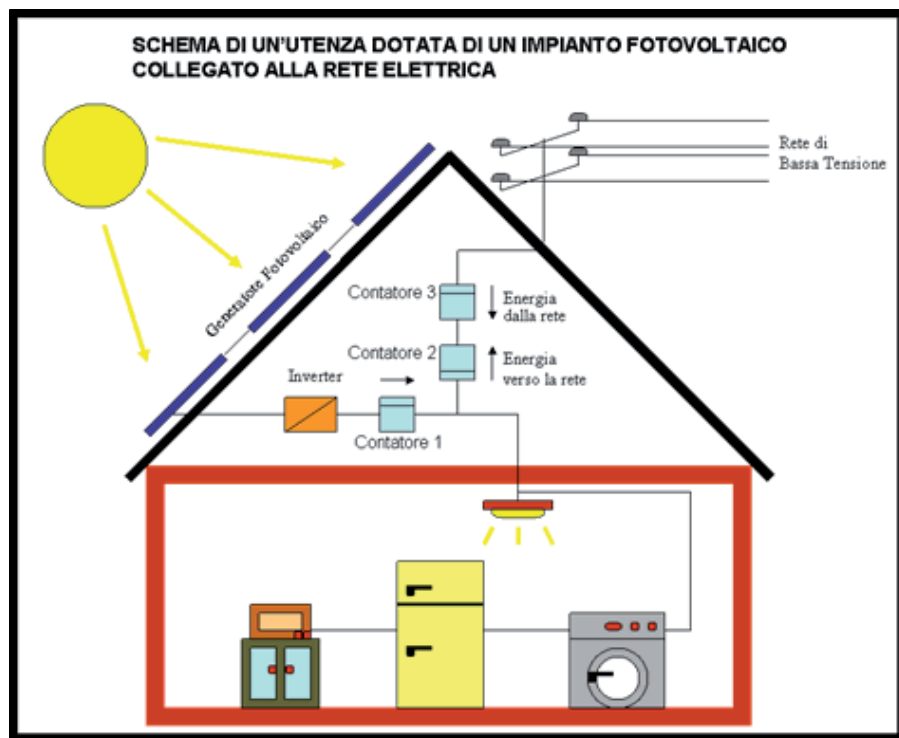 SCHEMA DI UN'UTENZA DOTATA DI UN IMPIANTO FOTOVOLTAICO
COLLEGATO ALLA RETE ELETTRICA
Rete di
Bassa Tensione
Generatore Fotovoltaico
Contatore 3
Energia
dalla rete
Contatore 2
Energia
verso la rete
Inverter
Contatore 1